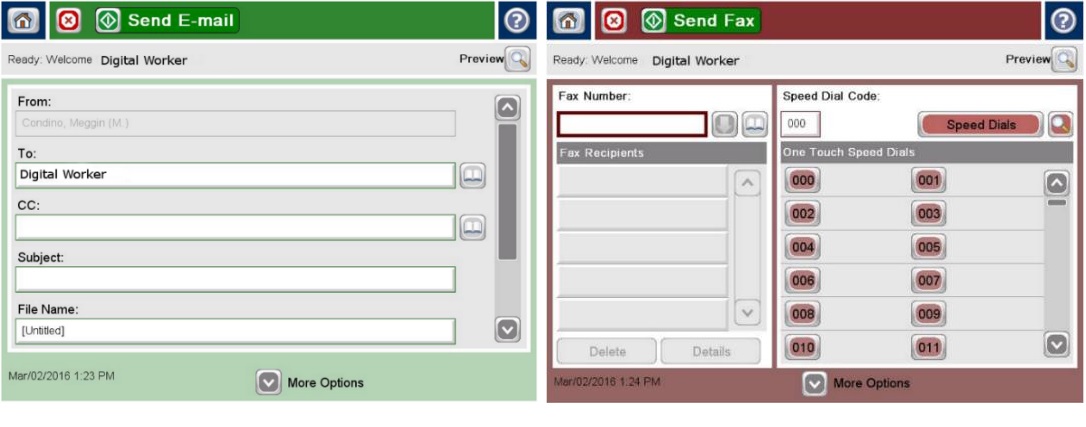 Send E-mail
Ready: Welcome Digital Worker Preview
From:
Condino, Meggin (M.)
To:
Digital Worker
CC:
Subject:
File Name:
[Untitled]
Mar/02/2016 1:23 PM More Options
Send Fax
Ready: Welcome Digital Worker Preview
Fax Number: Speed Dial Code:
000 Speed Dials
Fax Recipients One Touch Speed Dials
000 001
002 003
004 005
006 007
008 009
010 011
Delete Details
Mar/02/2016 1:24 PM More Options